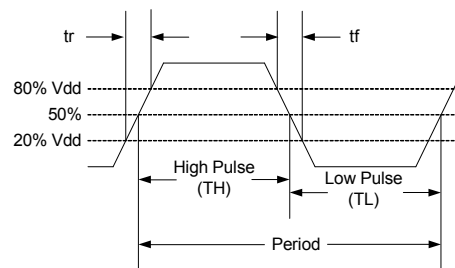 tr
tf
80% Vdd
50%
20% Vdd
High Pulse
(TH)
Low Pulse
(TL)
Period